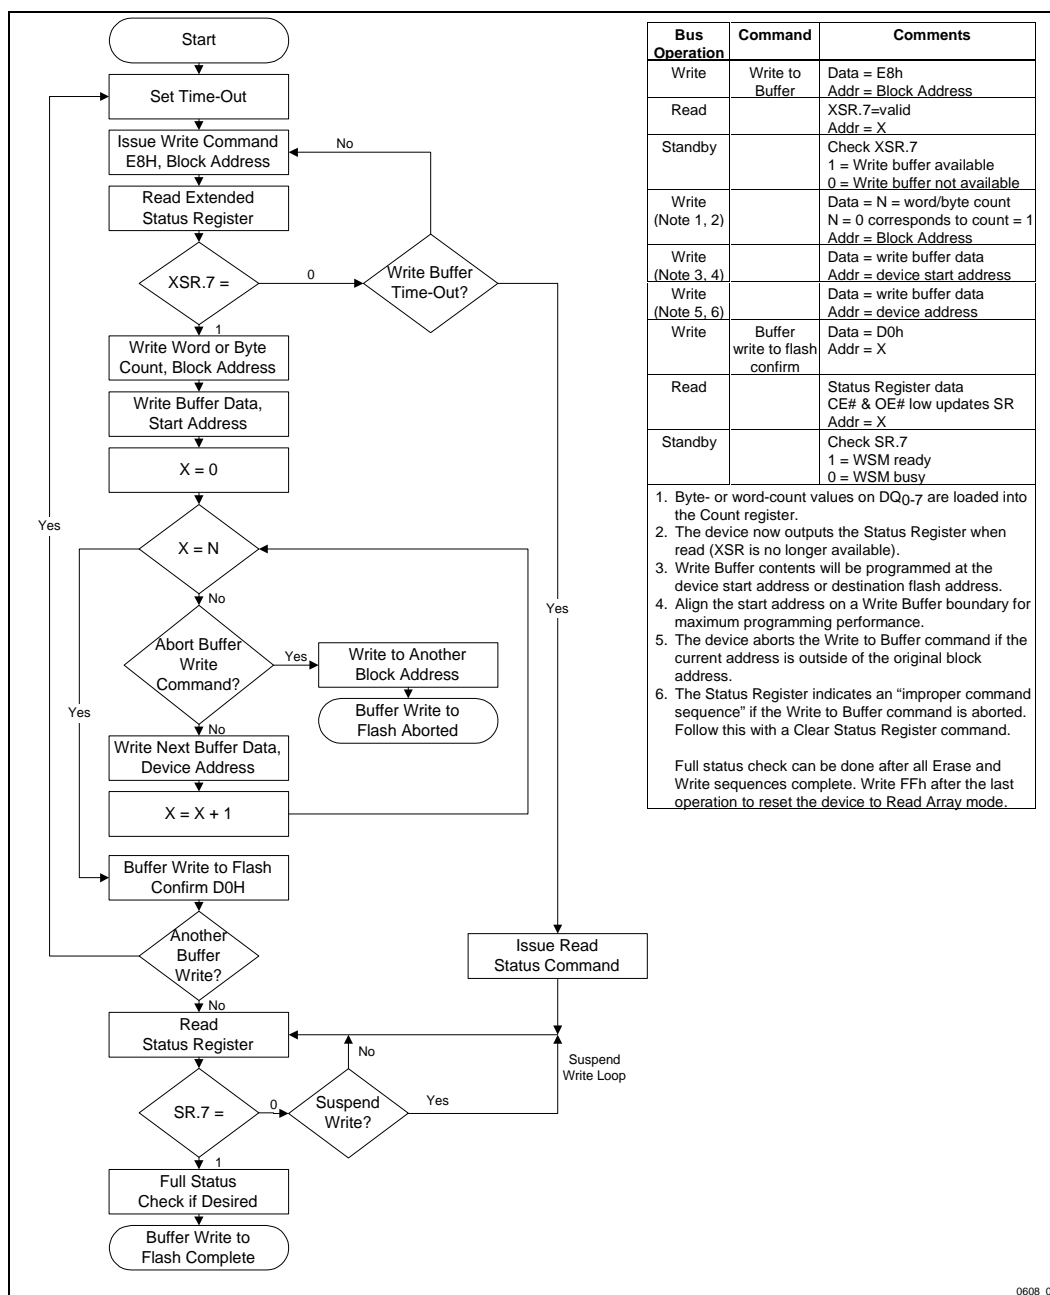 Start
Set Time-Out
Issue Write Command
E8H, Block Address
No
Read Extended
Status Register
XSR.7 =
0
Write Buffer
Time-Out?
1
Write Word or Byte
Count, Block Address
Write Buffer Data,
Start Address
X = 0
Yes
X = N
No
Yes
Abort Buffer
Write
Command?
Yes
Write to Another
Block Address
Buffer Write to
Flash Aborted
Yes
No
Write Next Buffer Data,
Device Address
X = X + 1
Buffer Write to Flash
Confirm D0H
Another
Buffer
Write?
Issue Read
Status Command
No
Read
Status Register
No
Suspend
Write Loop
SR.7 =
0
Suspend
Write?
Yes
1
Full Status
Check if Desired
Buffer Write to
Flash Complete
Bus
Operation
Command
Comments
Write
Write to
Buffer
Data = E8h
Addr = Block Address
Read
XSR.7=valid
Addr = X
Standby
Check XSR.7
1 = Write buffer available
0 = Write buffer not available
Write
(Note 1, 2)
Data = N = word/byte count
N = 0 corresponds to count = 1
Addr = Block Address
Write
(Note 3, 4)
Data = write buffer data
Addr = device start address
Write
(Note 5, 6)
Data = write buffer data
Addr = device address
Write
Buffer
write to flash
confirm
Data = D0h
Addr = X
Read
Status Register data
CE# & OE# low updates SR
Addr = X
Standby
Check SR.7
1 = WSM ready
0 = WSM busy
1. Byte- or word-count values on DQ0-7 are loaded into
the Count register.
2. The device now outputs the Status Register when
read (XSR is no longer available).
3. Write Buffer contents will be programmed at the
device start address or destination flash address.
4. Align the start address on a Write Buffer boundary for
maximum programming performance.
5. The device aborts the Write to Buffer command if the
current address is outside of the original block
address.
6. The Status Register indicates an “improper command
sequence” if the Write to Buffer command is aborted.
Follow this with a Clear Status Register command.
Full status check can be done after all Erase and
Write sequences complete. Write FFh after the last
operation to reset the device to Read Array mode.
0608_0